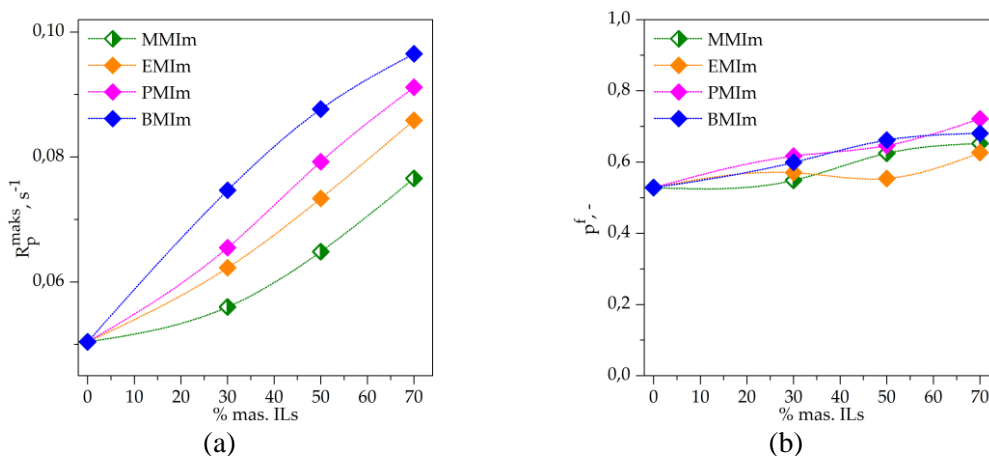 0,10
0,08
0,06
R_p^maks, s^-1
MMIm
EMIm
PMIm
BMIm
0 10 20 30 40 50 60 70
% mas. ILs
(a)
1,0
0,8
0,6
0,4
0,2
0,0
p^f, -
MMIm
EMIm
PMIm
BMIm
0 10 20 30 40 50 60 70
% mas. ILs
(b)